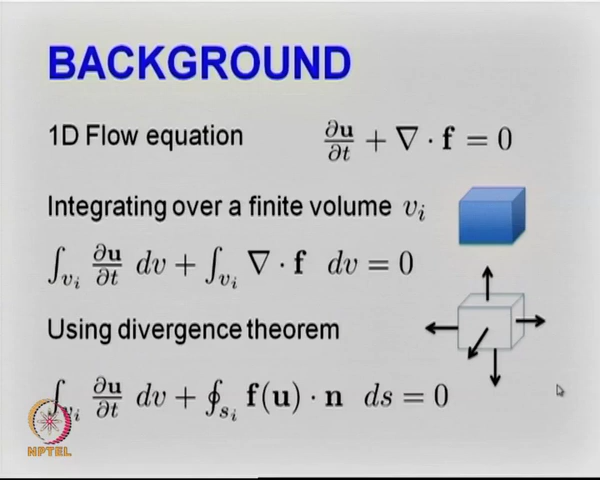 BACKGROUND
1D Flow equation ∂u/∂t + ∇ · f = 0
Integrating over a finite volume v_i
∫_{v_i} ∂u/∂t dv + ∫_{v_i} ∇ · f dv = 0
Using divergence theorem
∫_{v_i} ∂u/∂t dv + ∮_{s_i} f(u) · n ds = 0
NPTEL